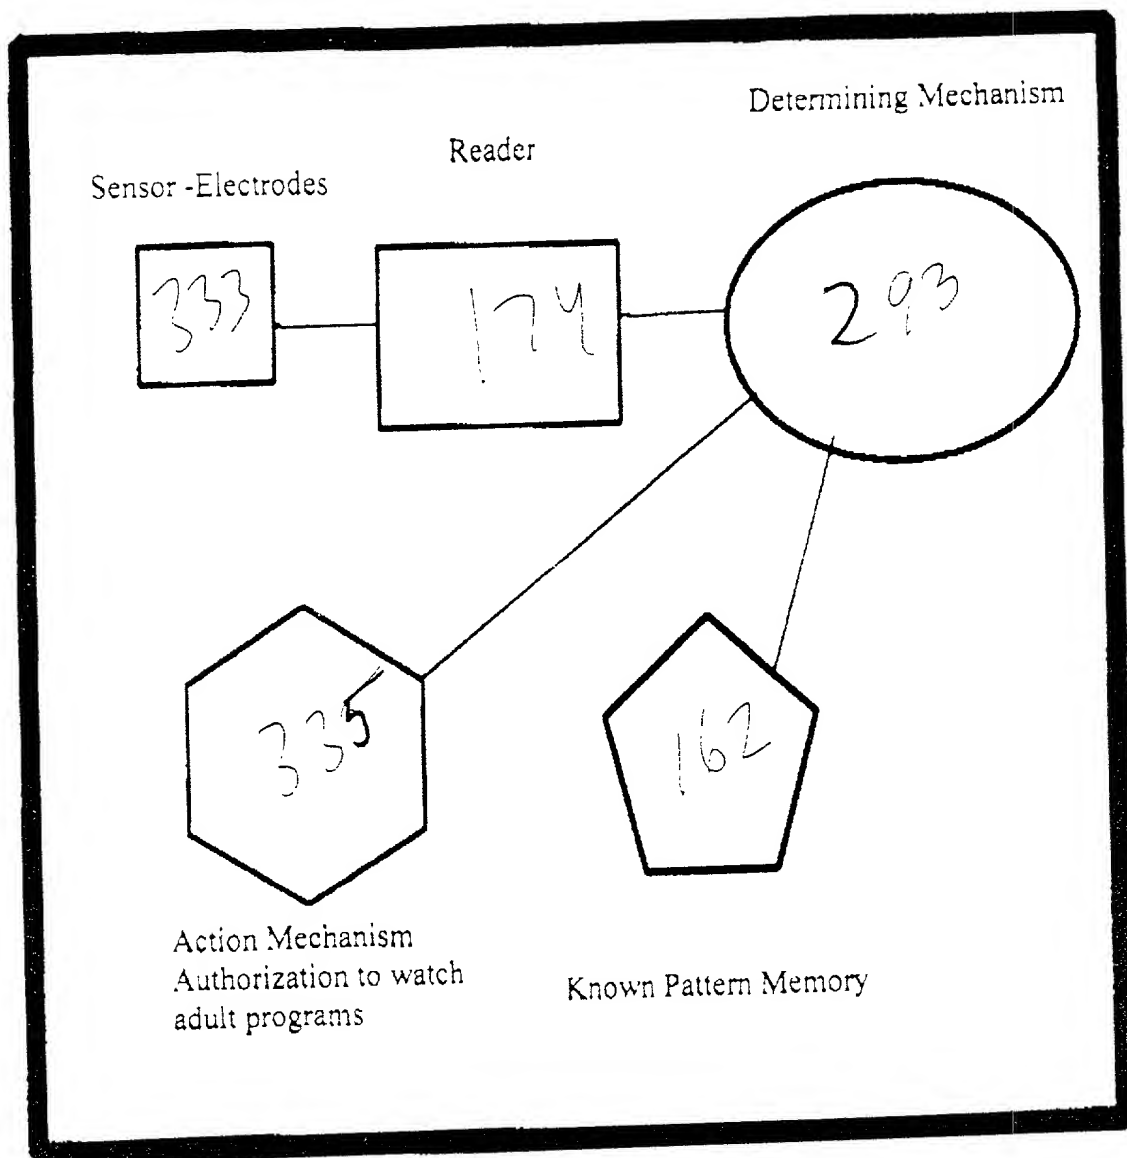 Determining Mechanism
Reader
Sensor -Electrodes
333
174
293
335
162
Action Mechanism
Authorization to watch
adult programs
Known Pattern Memory